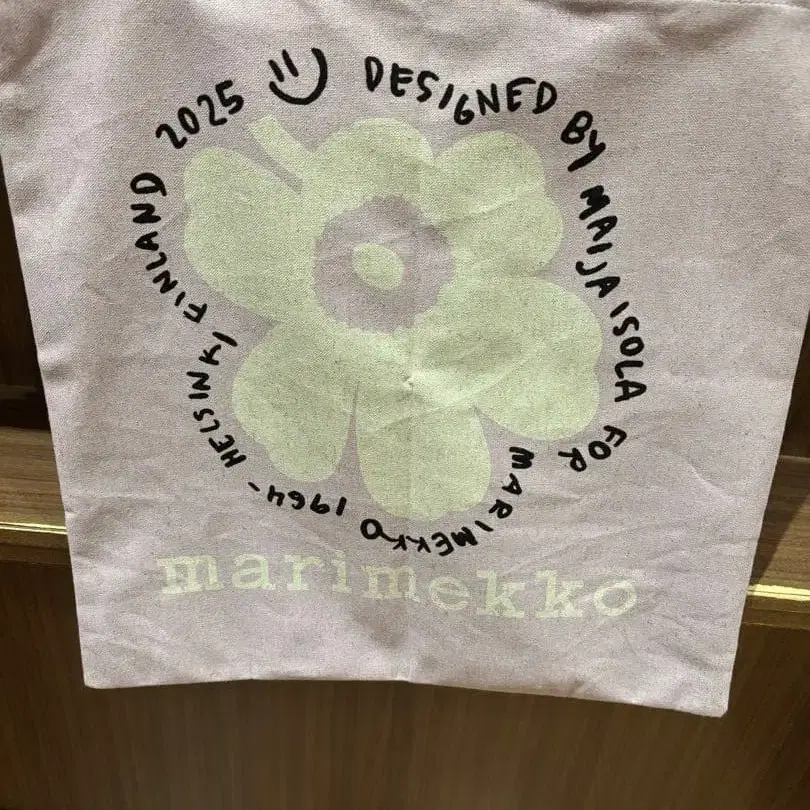 DESIGNED BY MAIJA ISOLA FOR MARIMEKKO 1964 - HELSINKI FINLAND 2025
marimekko